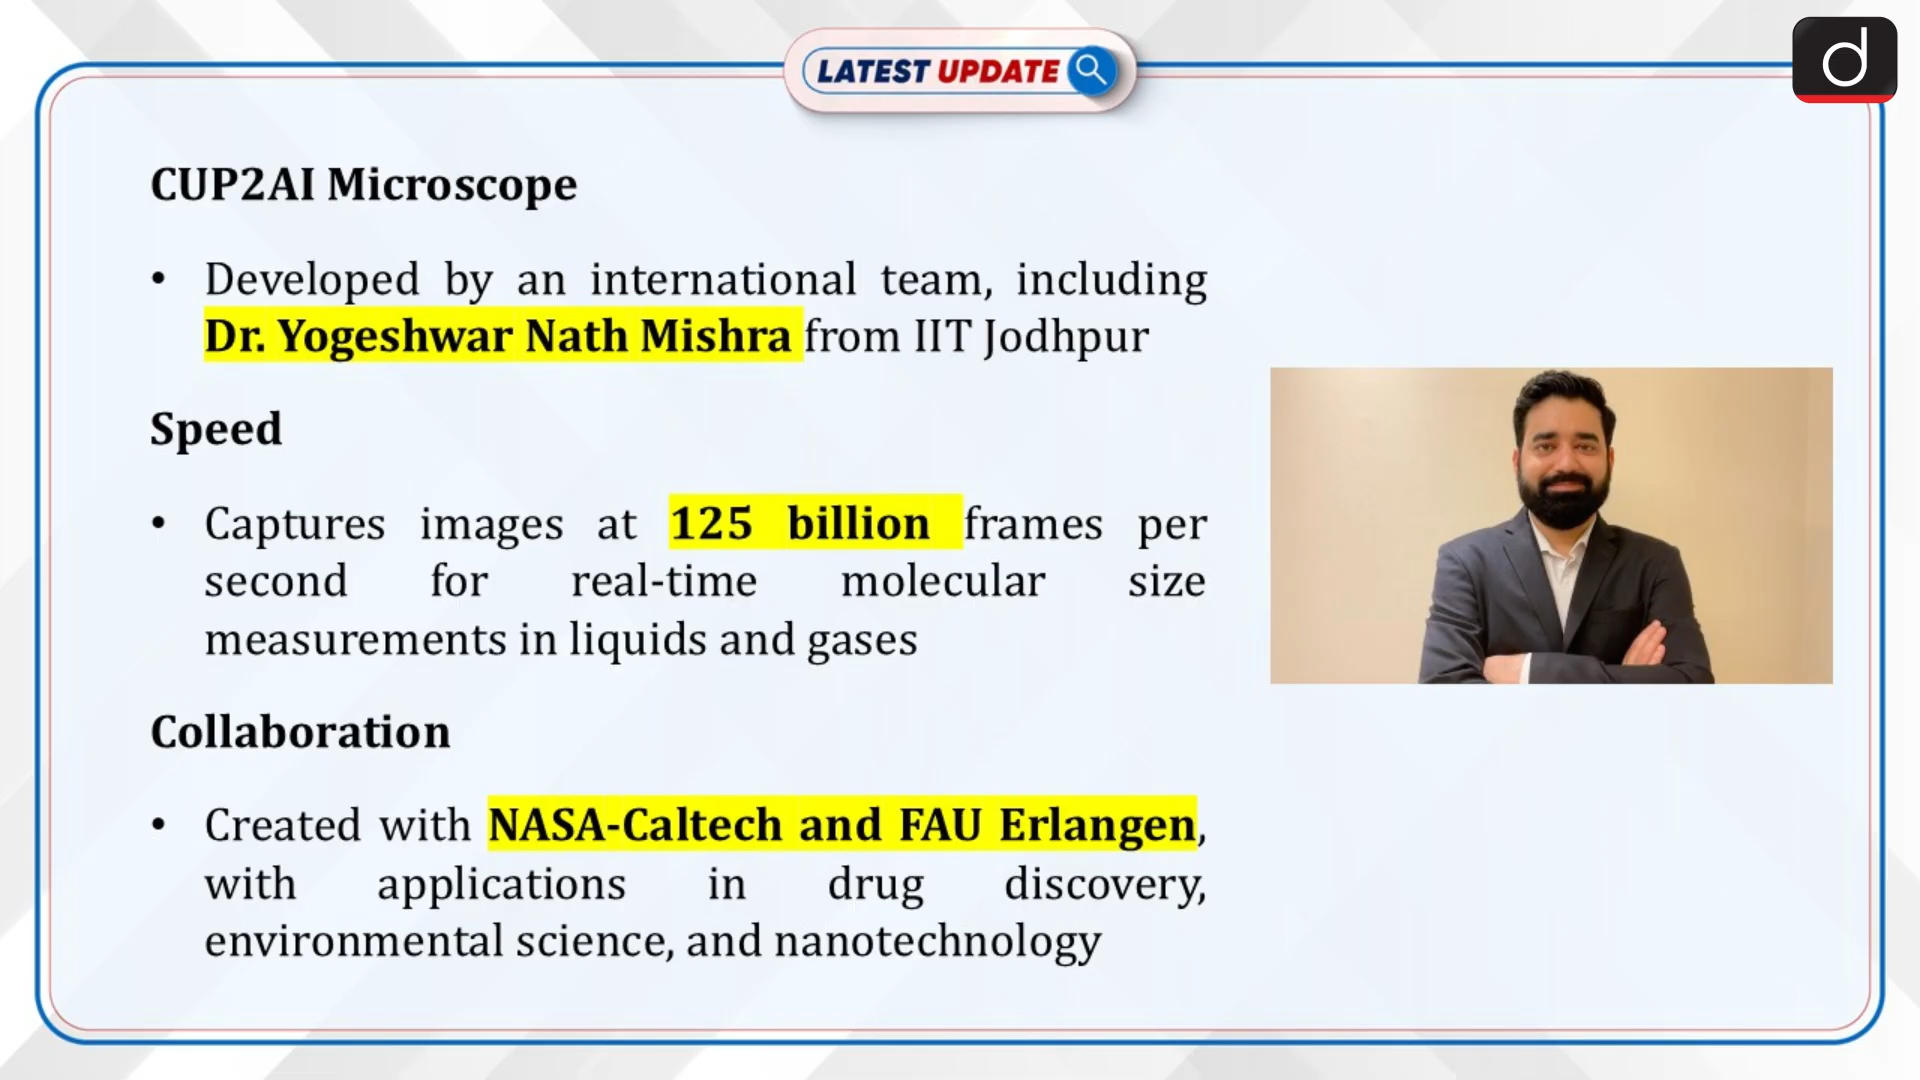 LATEST UPDATE
d
CUP2AI Microscope
• Developed by an international team, including
Dr. Yogeshwar Nath Mishra from IIT Jodhpur
Speed
• Captures images at 125 billion frames per
second for real-time molecular size
measurements in liquids and gases
Collaboration
• Created with NASA-Caltech and FAU Erlangen,
with applications in drug discovery,
environmental science, and nanotechnology